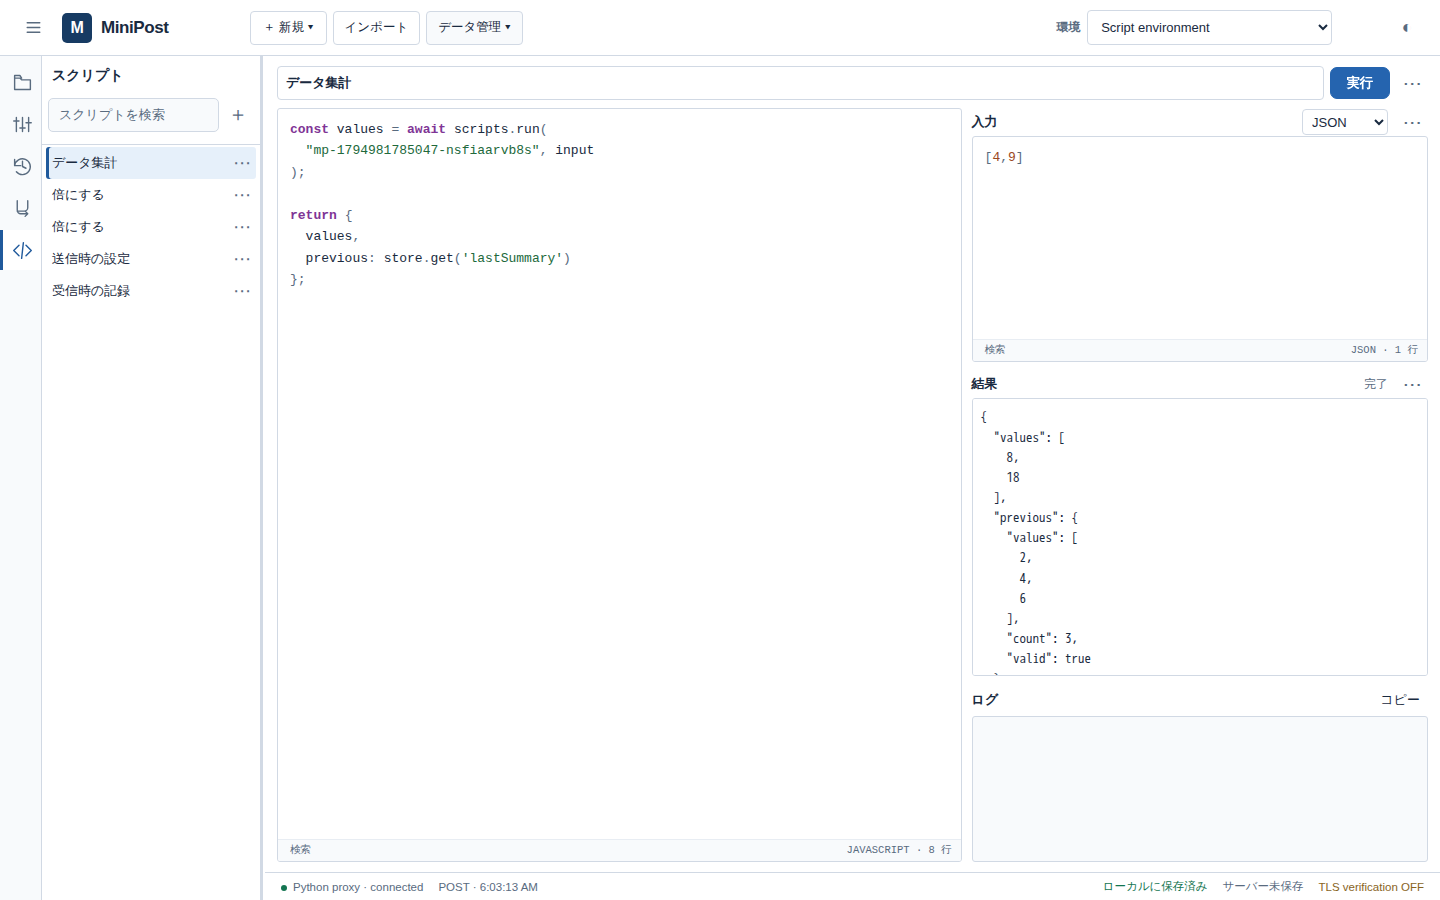 M MiniPost ＋ 新規 ▾ インポート データ管理 ▾ 環境 Script environment
スクリプト
スクリプトを検索 ＋
データ集計 ···
倍にする ···
倍にする ···
送信時の設定 ···
受信時の記録 ···
データ集計 実行 ···
const values = await scripts.run(
  "mp-1794981785047-nsfiaarvb8s", input
);
return {
  values,
  previous: store.get('lastSummary')
};
検索 JAVASCRIPT · 8 行
入力 JSON ···
[4,9]
検索 JSON · 1 行
結果 完了 ···
{
  "values": [
    8,
    18
  ],
  "previous": {
    "values": [
      2,
      4,
      6
    ],
    "count": 3,
    "valid": true
ログ コピー
Python proxy · connected POST · 6:03:13 AM ローカルに保存済み サーバー未保存 TLS verification OFF